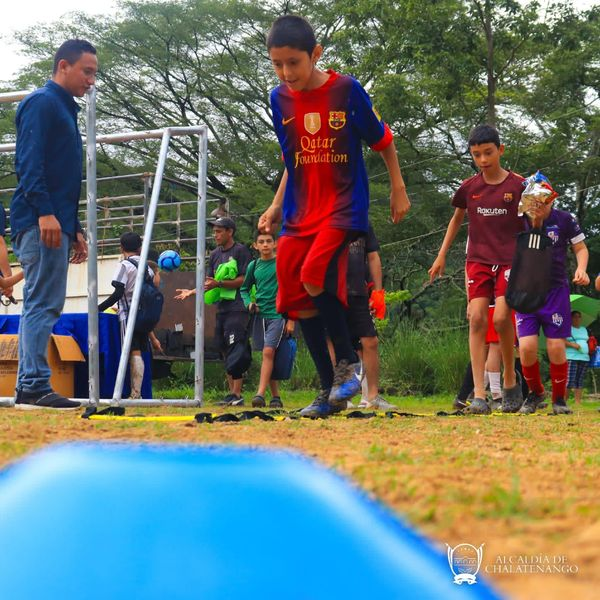 Qatar
Foundation
Rakuten
ALCALDÍA DE
CHALATENANGO